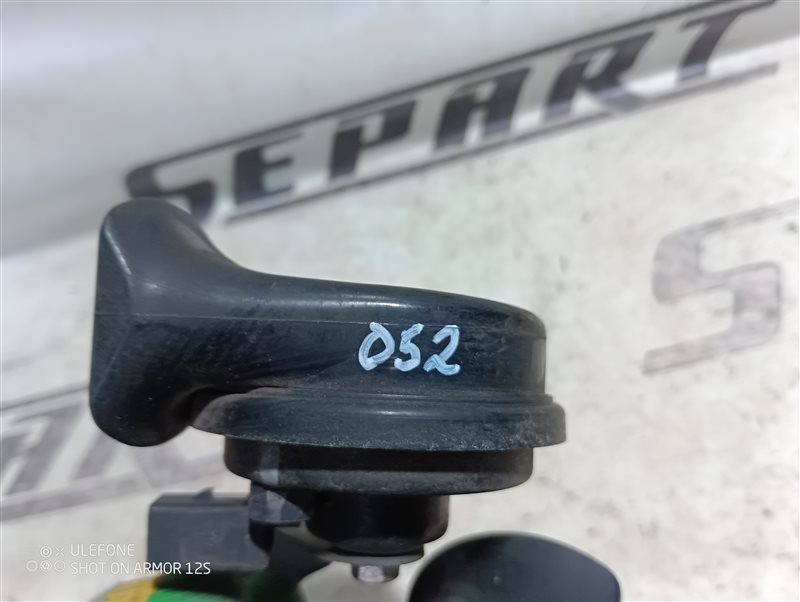 SEPART
052
ULEFONE
SHOT ON ARMOR 12S